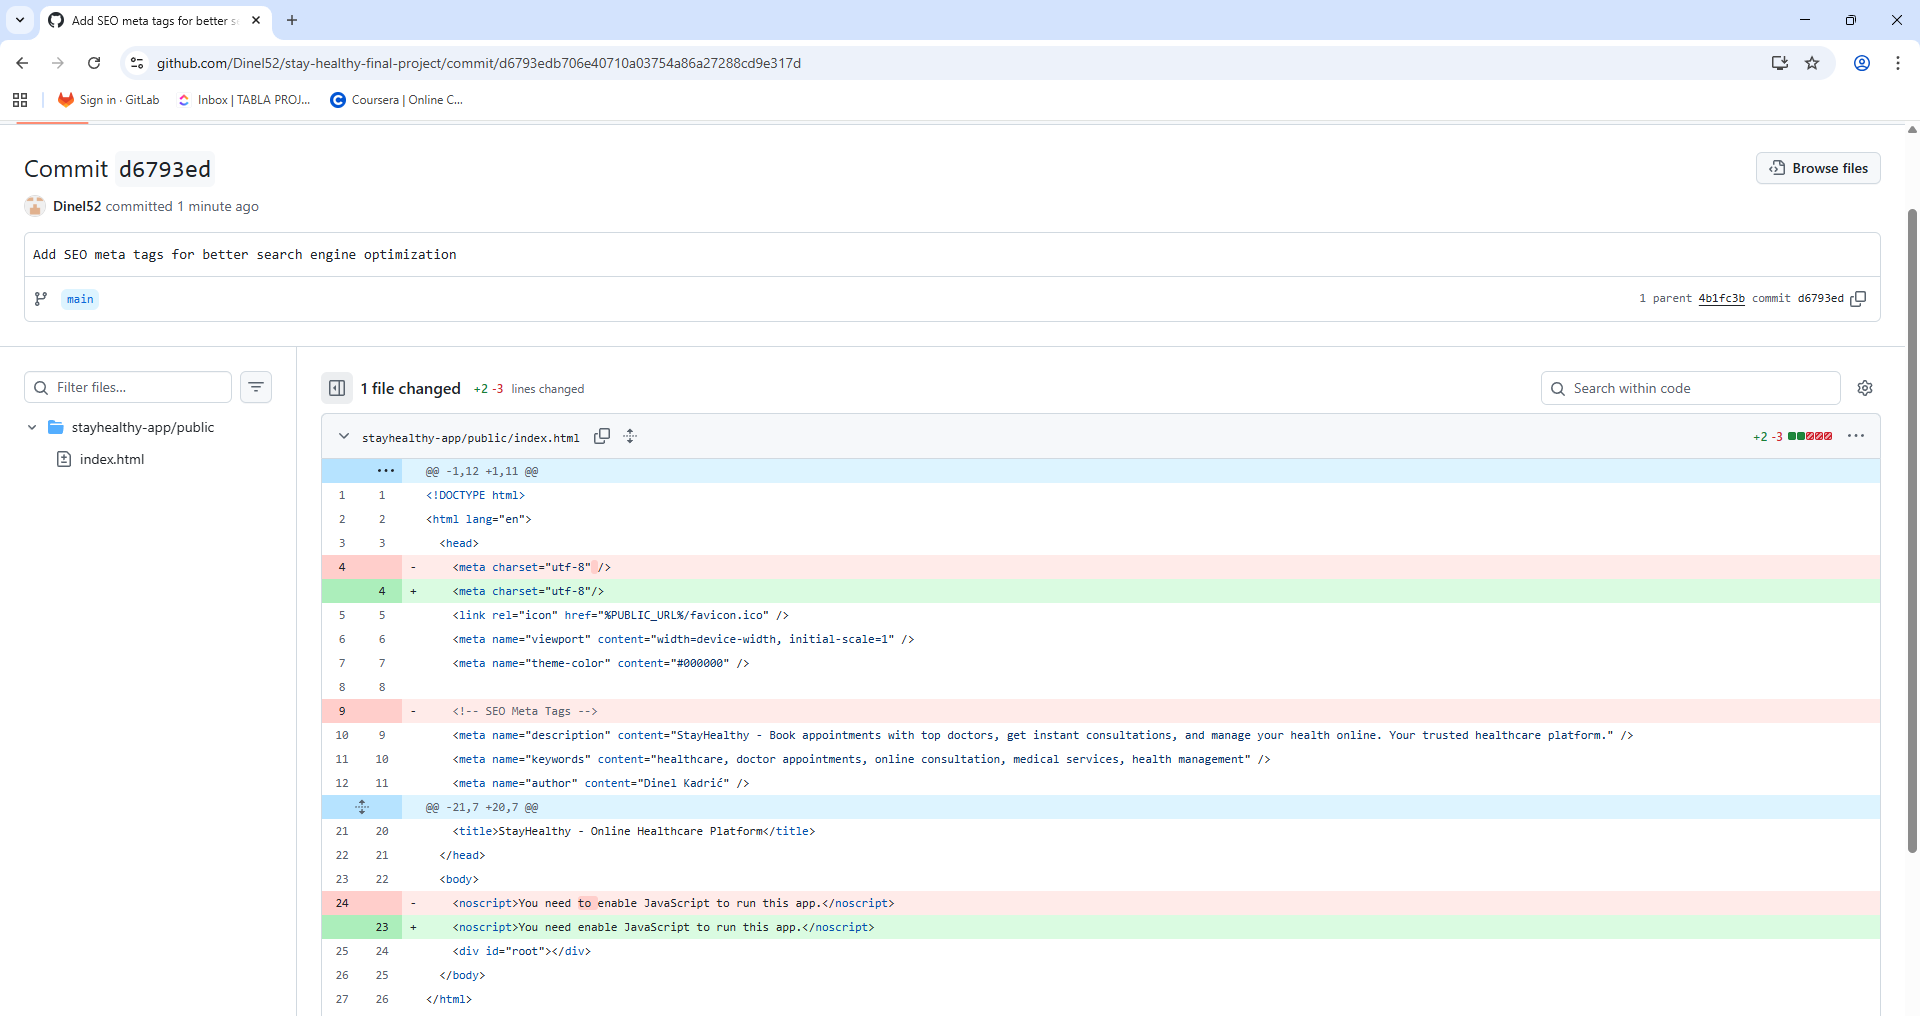 Add SEO meta tags for better s
github.com/Dinel52/stay-healthy-final-project/commit/d6793edb706e40710a03754a86a27288cd9e317d
Sign in · GitLab
Inbox | TABLA PROJ...
Coursera | Online C...
Commit d6793ed
Browse files
Dinel52 committed 1 minute ago
Add SEO meta tags for better search engine optimization
main
1 parent 4b1fc3b commit d6793ed
Filter files...
stayhealthy-app/public
index.html
1 file changed +2 -3 lines changed
Search within code
stayhealthy-app/public/index.html
+2 -3
@@ -1,12 +1,11 @@
1 1 <!DOCTYPE html>
2 2 <html lang="en">
3 3 <head>
4 - <meta charset="utf-8" />
4 + <meta charset="utf-8"/>
5 5 <link rel="icon" href="%PUBLIC_URL%/favicon.ico" />
6 6 <meta name="viewport" content="width=device-width, initial-scale=1" />
7 7 <meta name="theme-color" content="#000000" />
8 8
9 - <!-- SEO Meta Tags -->
10 9 <meta name="description" content="StayHealthy - Book appointments with top doctors, get instant consultations, and manage your health online. Your trusted healthcare platform." />
11 10 <meta name="keywords" content="healthcare, doctor appointments, online consultation, medical services, health management" />
12 11 <meta name="author" content="Dinel Kadrić" />
@@ -21,7 +20,7 @@
21 20 <title>StayHealthy - Online Healthcare Platform</title>
22 21 </head>
23 22 <body>
24 - <noscript>You need to enable JavaScript to run this app.</noscript>
23 + <noscript>You need enable JavaScript to run this app.</noscript>
25 24 <div id="root"></div>
26 25 </body>
27 26 </html>